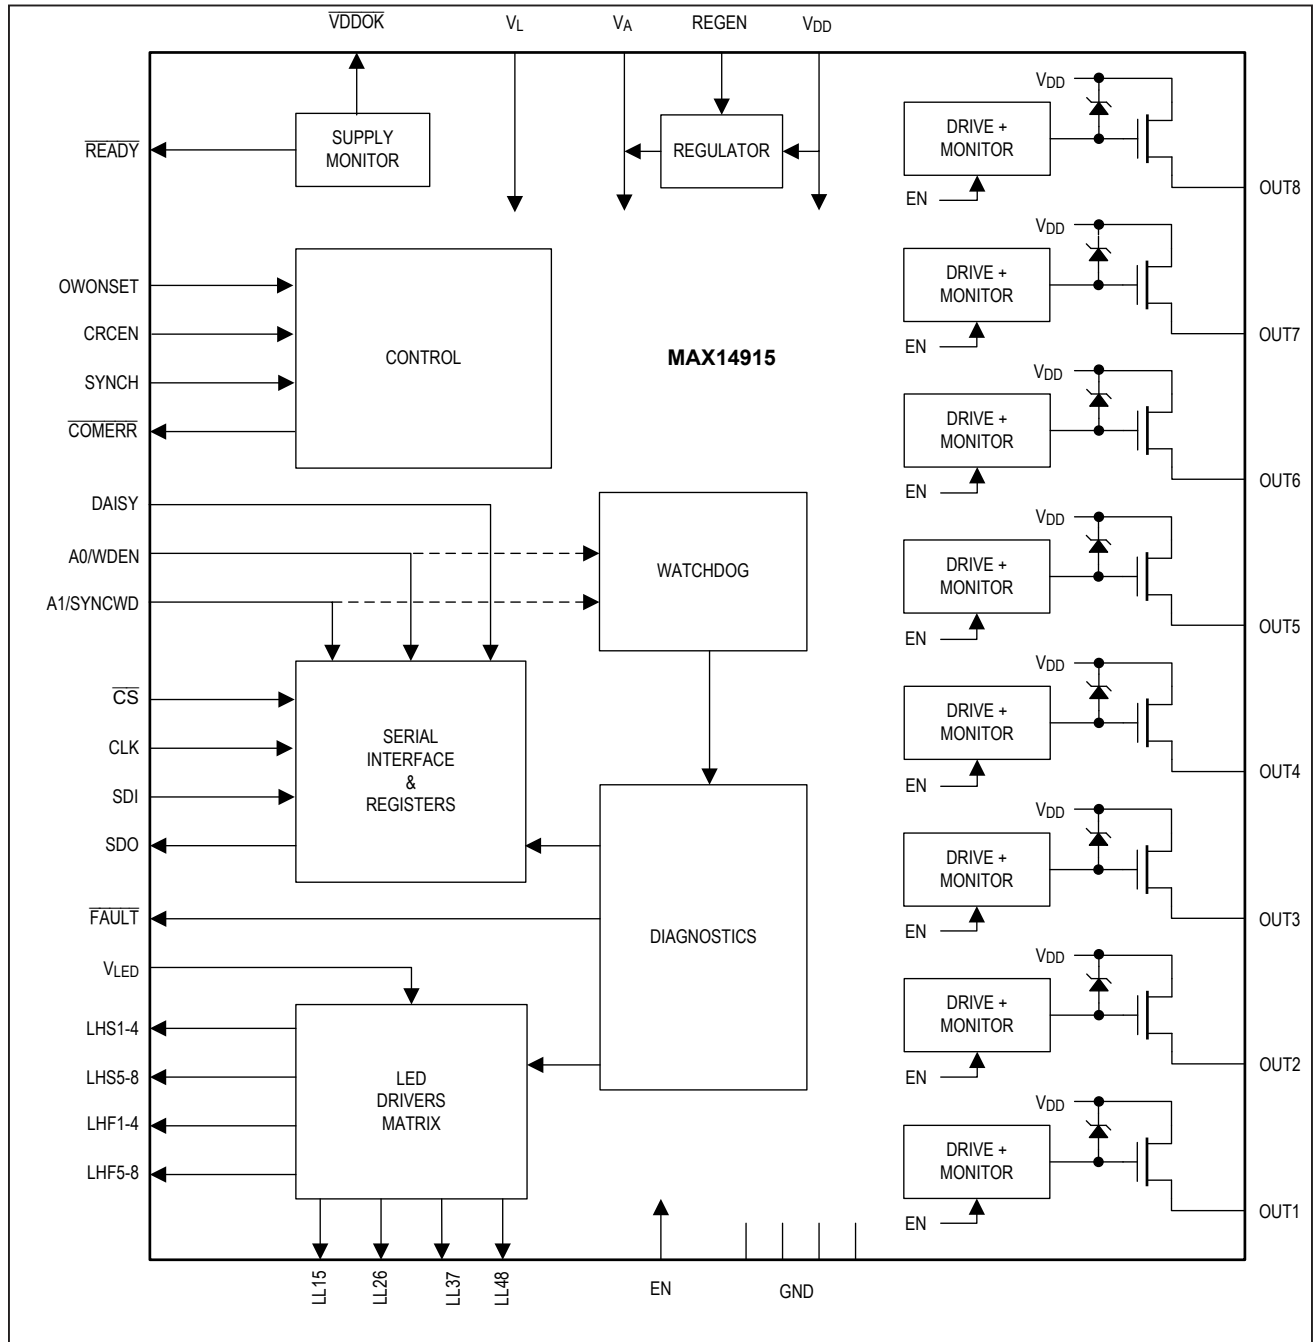 VDDOK
VL
VA
REGEN
VDD
READY
SUPPLY
MONITOR
REGULATOR
VDD
DRIVE +
MONITOR
EN
OUT8
VDD
DRIVE +
MONITOR
EN
OUT7
OWONSET
CRCEN
SYNCH
COMERR
CONTROL
MAX14915
VDD
DRIVE +
MONITOR
EN
OUT6
DAISY
A0/WDEN
A1/SYNCWD
WATCHDOG
VDD
DRIVE +
MONITOR
EN
OUT5
CS
CLK
SDI
SDO
SERIAL
INTERFACE
&
REGISTERS
VDD
DRIVE +
MONITOR
EN
OUT4
FAULT
DIAGNOSTICS
VDD
DRIVE +
MONITOR
EN
OUT3
VLED
LHS1-4
LHS5-8
LHF1-4
LHF5-8
LED
DRIVERS
MATRIX
VDD
DRIVE +
MONITOR
EN
OUT2
VDD
DRIVE +
MONITOR
EN
OUT1
LL15
LL26
LL37
LL48
EN
GND